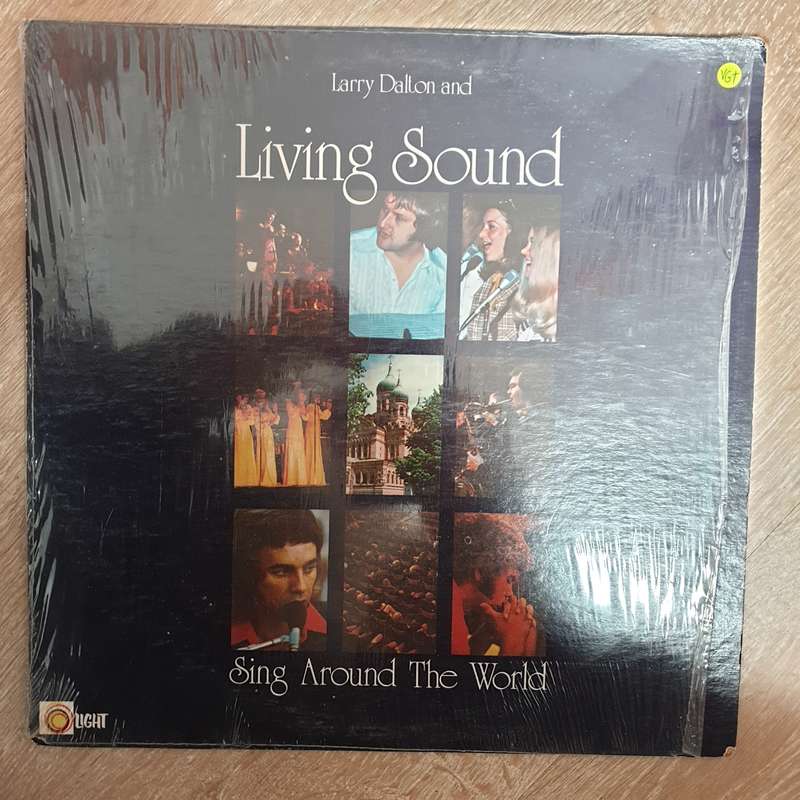 Larry Dalton and
VG+
Living Sound
Sing Around The World
LIGHT